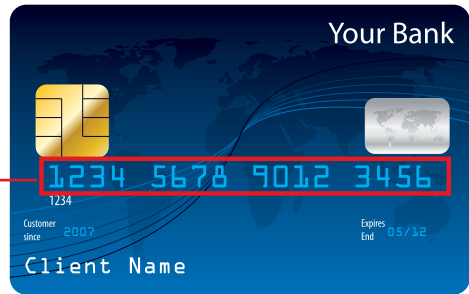 Your Bank
1234 5678 9012 3456
1234
Customer since 2007
Expires End 05/12
Client Name